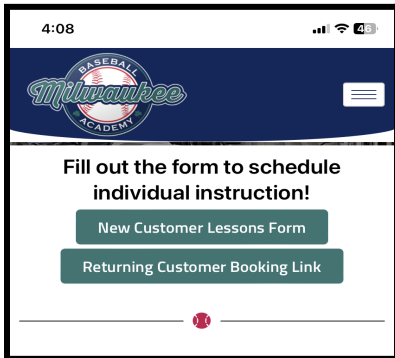 4:08
46
BASEBALL
Milwaukee
ACADEMY
Fill out the form to schedule
individual instruction!
New Customer Lessons Form
Returning Customer Booking Link